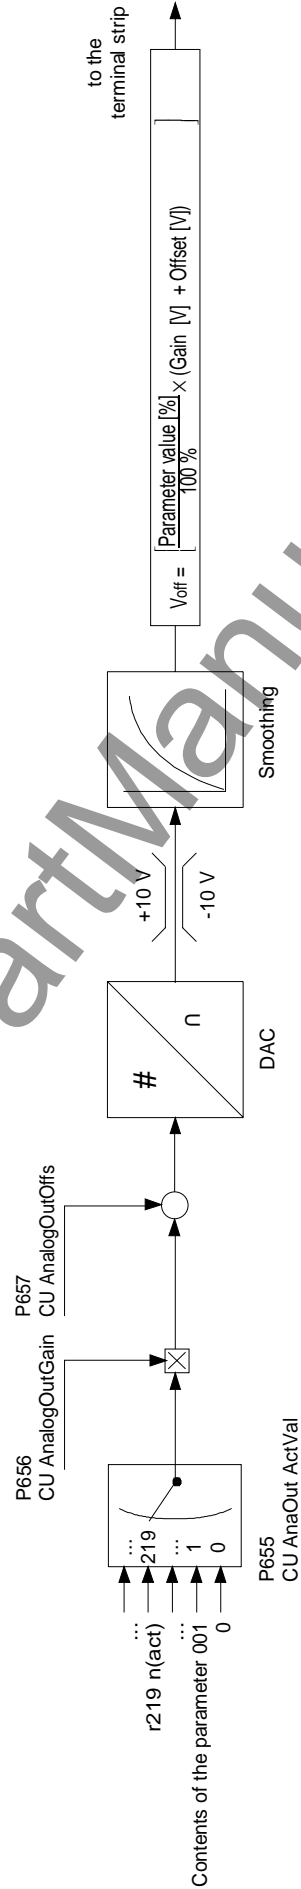 Contents of the parameter 001
0
...
r219 n(act)
...
0
1
...
219
...
P655
CU AnaOut ActVal
P656
CU AnalogOutGain
P657
CU AnalogOutOffs
#
DAC
+10 V
-10 V
Smoothing
Voff = [ Parameter value [%] × (Gain [V] + Offset [V])
100 %
to the
terminal strip